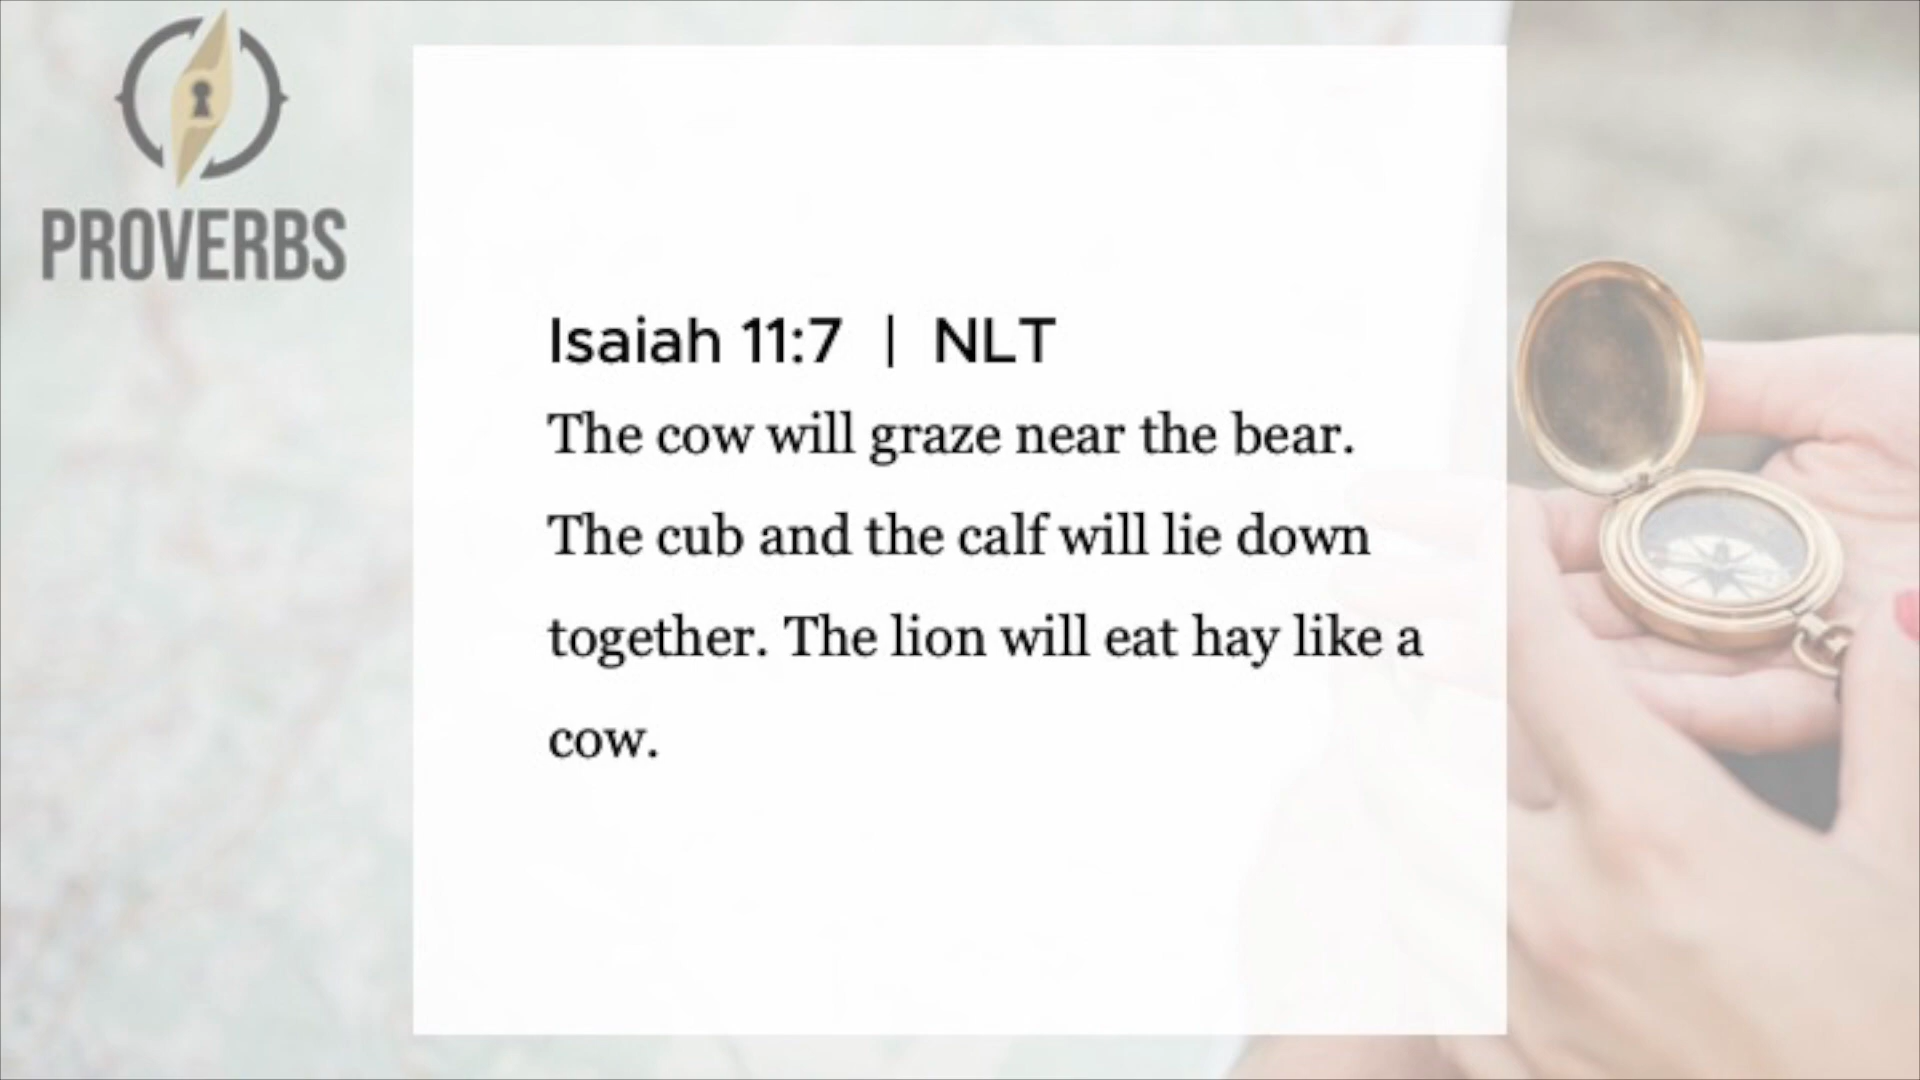 PROVERBS
Isaiah 11:7 | NLT
The cow will graze near the bear.
The cub and the calf will lie down
together. The lion will eat hay like a
cow.